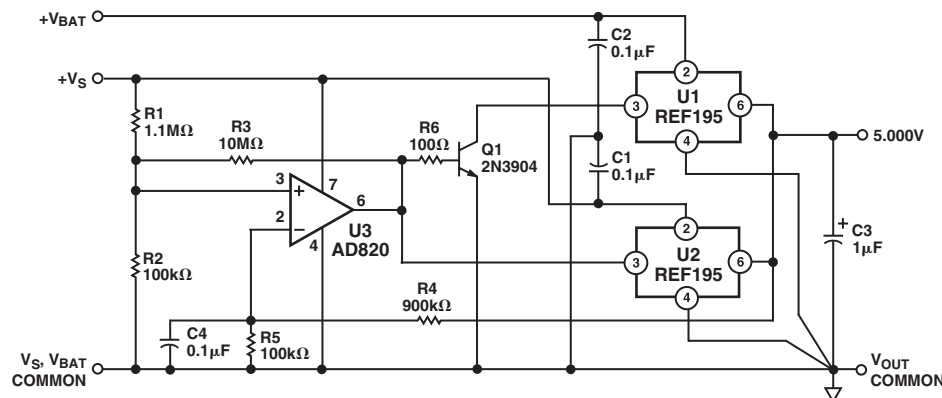 +VBAT
C2
0.1μF
+VS
2
U1
REF195
3
6
4
R1
1.1MΩ
R3
10MΩ
R6
100Ω
Q1
2N3904
5.000V
C1
0.1μF
3
+
7
2
−
6
4
U3
AD820
2
U2
REF195
3
6
4
+
C3
1μF
R2
100kΩ
R4
900kΩ
C4
0.1μF
R5
100kΩ
VS, VBAT
COMMON
VOUT
COMMON